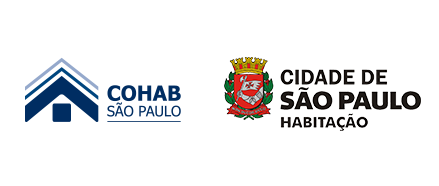 COHAB
SÃO PAULO
CIDADE DE
SÃO PAULO
HABITAÇÃO